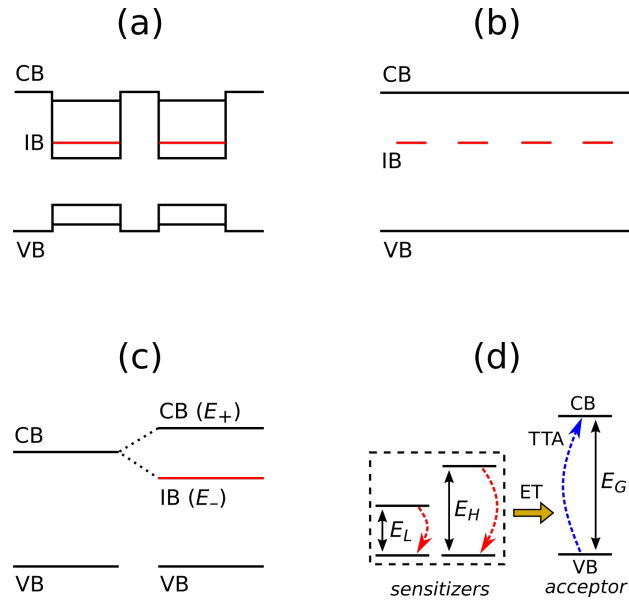 (a)
CB
IB
VB
(b)
CB
IB
VB
(c)
CB
VB
CB (E+)
IB (E-)
VB
(d)
CB
TTA
EG
ET
EH
EL
VB
sensitizers
acceptor